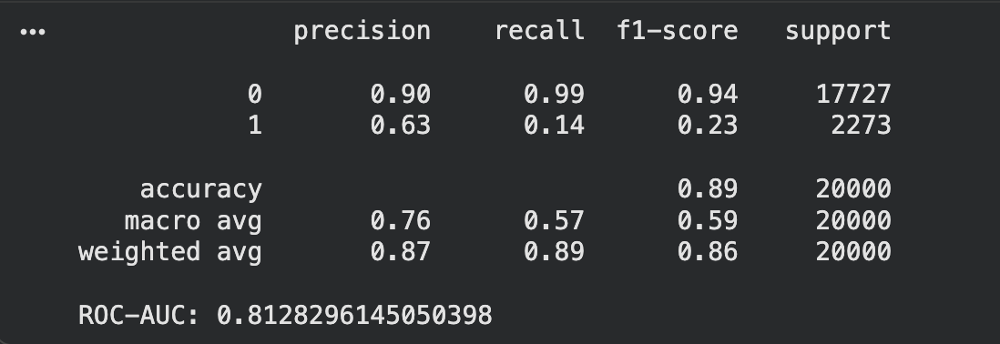 ...
precision recall f1-score support
0 0.90 0.99 0.94 17727
1 0.63 0.14 0.23 2273
accuracy 0.89 20000
macro avg 0.76 0.57 0.59 20000
weighted avg 0.87 0.89 0.86 20000
ROC-AUC: 0.8128296145050398